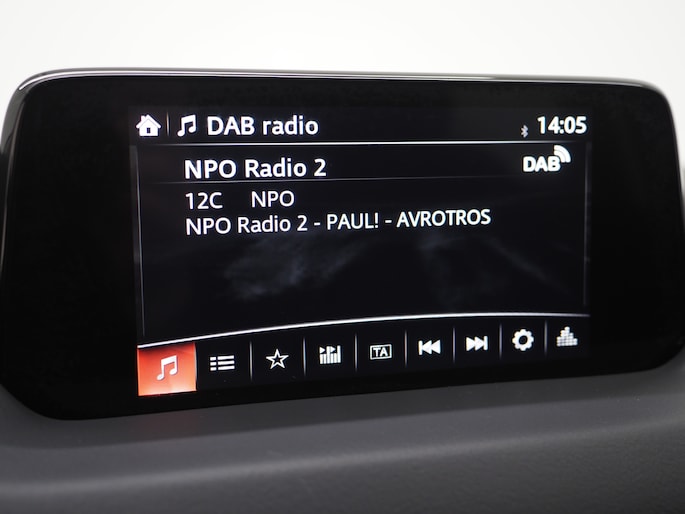 DAB radio 14:05
NPO Radio 2 DAB
12C NPO
NPO Radio 2 - PAUL! - AVROTROS
TA